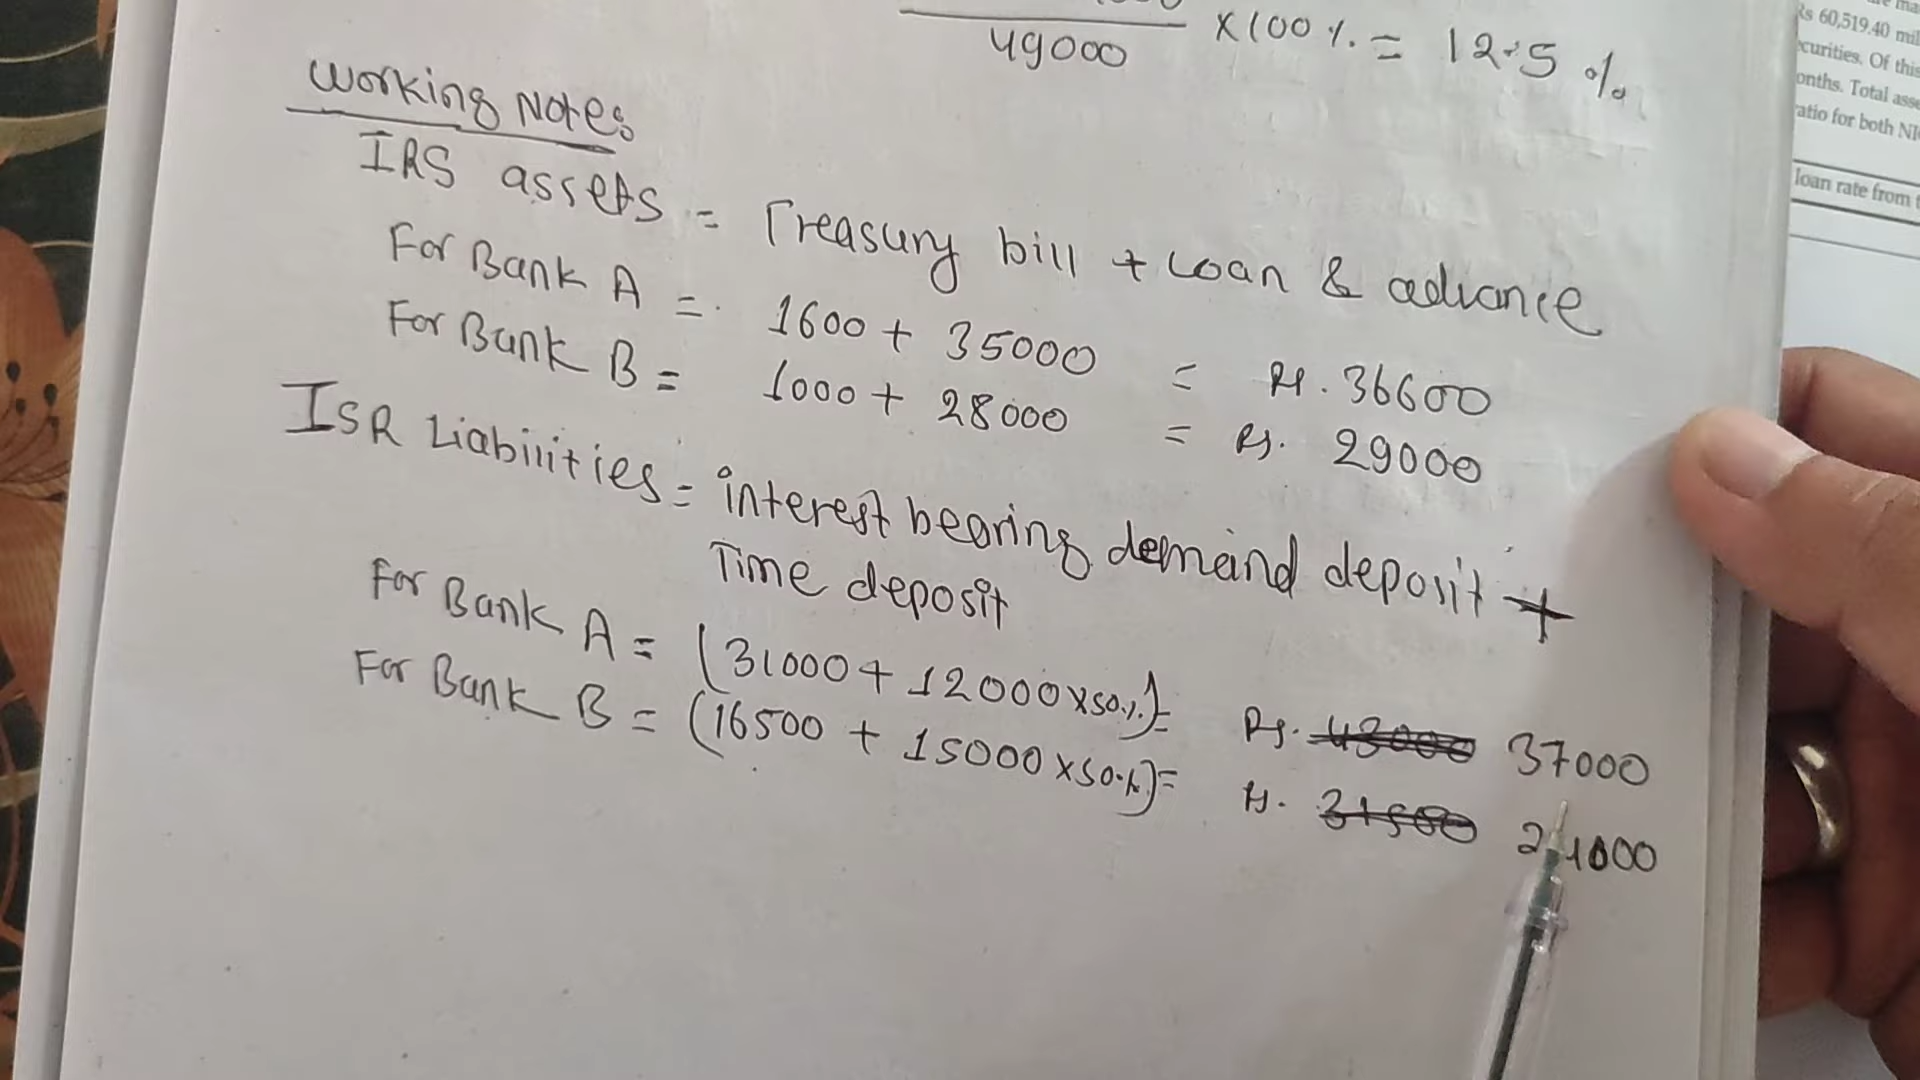 49000 × 100 % = 12.5 %
Working Notes
IRS assets = Treasury bill + Loan & advance
For Bank A = 1600 + 35000 = Rs. 36600
For Bank B = 1000 + 28000 = Rs. 29000
ISR Liabilities = interest bearing demand deposit +
Time deposit
For Bank A = (31000 + 12000 × 50%) = Rs. 43000 37000
For Bank B = (16500 + 15000 × 50%) = Rs. 31500 24000
Rs 60,519.40
curities. Of this
onths. Total
ratio for both
loan rate from